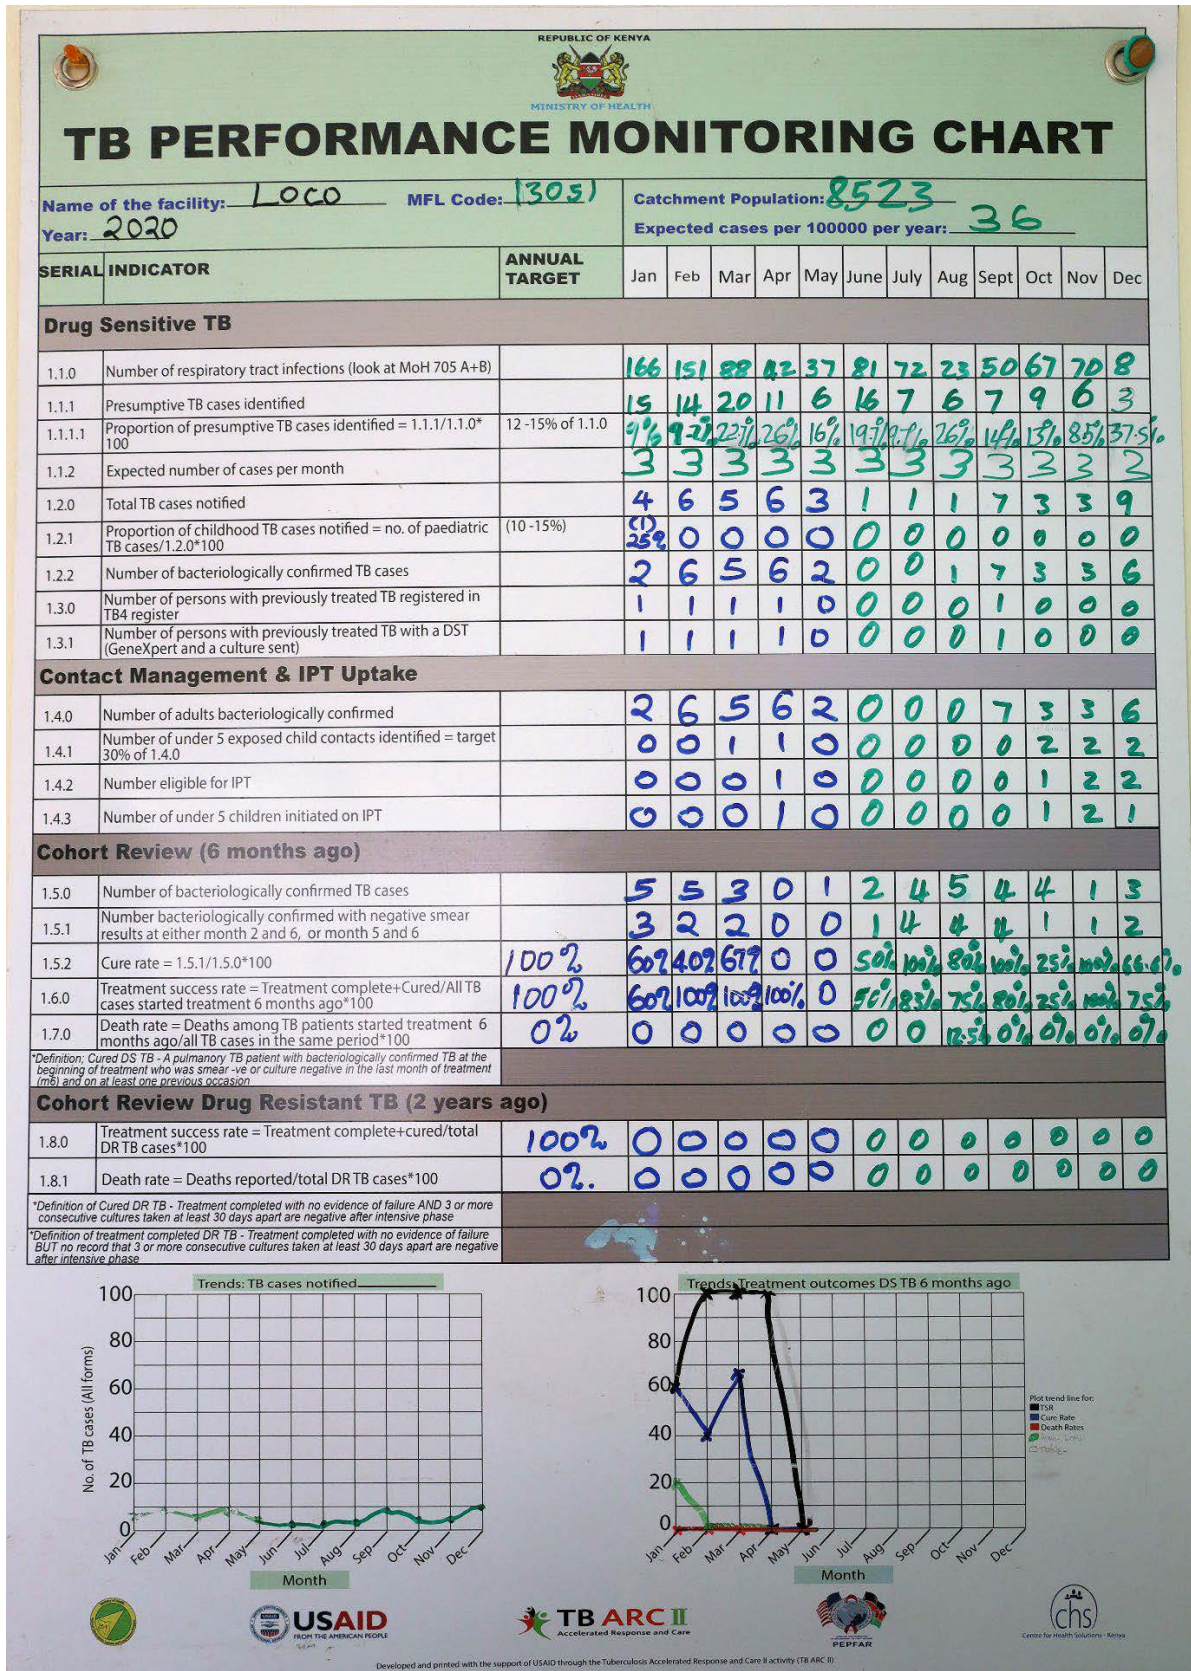 REPUBLIC OF KENYA
MINISTRY OF HEALTH
TB PERFORMANCE MONITORING CHART
Name of the facility: LOCO MFL Code: 13051 Catchment Population: 8523
Year: 2020 Expected cases per 100000 per year: 36
SERIAL INDICATOR ANNUAL TARGET Jan Feb Mar Apr May June July Aug Sept Oct Nov Dec
Drug Sensitive TB
1.1.0 Number of respiratory tract infections (look at MoH 705 A+B) 166 151 88 42 37 81 72 23 50 67 70 8
1.1.1 Presumptive TB cases identified 15 14 20 11 6 16 7 6 7 9 6 3
1.1.1.1 Proportion of presumptive TB cases identified = 1.1.1/1.1.0* 100 12 -15% of 1.1.0 9% 22.7% 26% 16% 26% 14% 13% 85% 37.5%
1.1.2 Expected number of cases per month 3 3 3 3 3 3 3 3 3 3 3 3
1.2.0 Total TB cases notified 4 6 5 6 3 1 1 1 7 3 3 9
1.2.1 Proportion of childhood TB cases notified = no. of paediatric TB cases/1.2.0*100 (10 -15%) (1) 25% 0 0 0 0 0 0 0 0 0 0 0
1.2.2 Number of bacteriologically confirmed TB cases 2 6 5 6 2 0 0 1 7 3 3 6
1.3.0 Number of persons with previously treated TB registered in TB4 register 1 1 1 1 0 0 0 0 1 0 0 0
1.3.1 Number of persons with previously treated TB with a DST (GeneXpert and a culture sent) 1 1 1 1 0 0 0 0 1 0 0 0
Contact Management & IPT Uptake
1.4.0 Number of adults bacteriologically confirmed 2 6 5 6 2 0 0 0 7 3 3 6
1.4.1 Number of under 5 exposed child contacts identified = target 30% of 1.4.0 0 0 1 1 0 0 0 0 0 2 2 2
1.4.2 Number eligible for IPT 0 0 0 1 0 0 0 0 0 1 2 2
1.4.3 Number of under 5 children initiated on IPT 0 0 0 1 0 0 0 0 0 1 2 1
Cohort Review (6 months ago)
1.5.0 Number of bacteriologically confirmed TB cases 5 5 3 0 1 2 4 5 4 4 1 3
1.5.1 Number bacteriologically confirmed with negative smear results at either month 2 and 6, or month 5 and 6 3 2 2 0 0 1 4 4 4 1 1 2
1.5.2 Cure rate = 1.5.1/1.5.0*100 100% 60% 40% 67% 0 0 50% 100% 80% 100% 25% 100% 66.6%
1.6.0 Treatment success rate = Treatment complete+Cured/All TB cases started treatment 6 months ago*100 100% 60% 100% 100% 100% 0 50% 83% 75% 80% 25% 100% 75%
1.7.0 Death rate = Deaths among TB patients started treatment 6 months ago/all TB cases in the same period*100 0% 0 0 0 0 0 0 0 12.5% 0% 0% 0% 0%
*Definition; Cured DS TB - A pulmonary TB patient with bacteriologically confirmed TB at the
beginning of treatment who was smear -ve or culture negative in the last month of treatment
(m6) and on at least one previous occasion
Cohort Review Drug Resistant TB (2 years ago)
1.8.0 Treatment success rate = Treatment complete+cured/total DR TB cases*100 100% 0 0 0 0 0 0 0 0 0 0 0 0
1.8.1 Death rate = Deaths reported/total DR TB cases*100 0%. 0 0 0 0 0 0 0 0 0 0 0 0
*Definition of Cured DR TB - Treatment completed with no evidence of failure AND 3 or more
consecutive cultures taken at least 30 days apart are negative after intensive phase
*Definition of treatment completed DR TB - Treatment completed with no evidence of failure
BUT no record that 3 or more consecutive cultures taken at least 30 days apart are negative
after intensive phase
Trends: TB cases notified
No. of TB cases (All forms)
100
80
60
40
20
0
Jan Feb Mar Apr May Jun Jul Aug Sep Oct Nov Dec
Month
Trends: Treatment outcomes DS TB 6 months ago
100
80
60
40
20
0
Jan Feb Mar Apr May Jun Jul Aug Sep Oct Nov Dec
Month
Plot trend line for:
TSR
Cure Rate
Death Rates
USAID
FROM THE AMERICAN PEOPLE
TB ARC II
Accelerated Response and Care
PEPFAR
chs
Centre for Health Solutions - Kenya
Developed and printed with the support of USAID through the Tuberculosis Accelerated Response and Care II activity (TB ARC II)